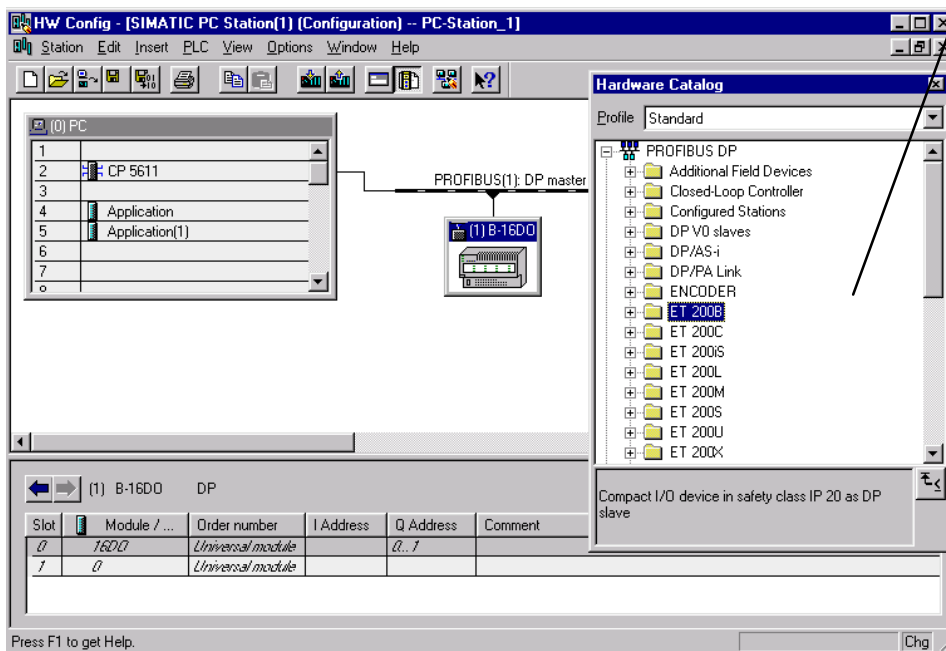 HW Config - [SIMATIC PC Station(1) (Configuration) -- PC-Station_1]
Station Edit Insert PLC View Options Window Help
(0) PC
1
2 CP 5611
3
4 Application
5 Application(1)
6
7
PROFIBUS(1): DP master
(1) B-16DO
Hardware Catalog
Profile Standard
PROFIBUS DP
Additional Field Devices
Closed-Loop Controller
Configured Stations
DP V0 slaves
DP/AS-i
DP/PA Link
ENCODER
ET 200B
ET 200C
ET 200iS
ET 200L
ET 200M
ET 200S
ET 200U
ET 200X
Compact I/O device in safety class IP 20 as DP
slave
(1) B-16DO DP
Slot Module / ... Order number I Address Q Address Comment
0 16DO Universal module 0..1
1 0 Universal module
Press F1 to get Help. Chg